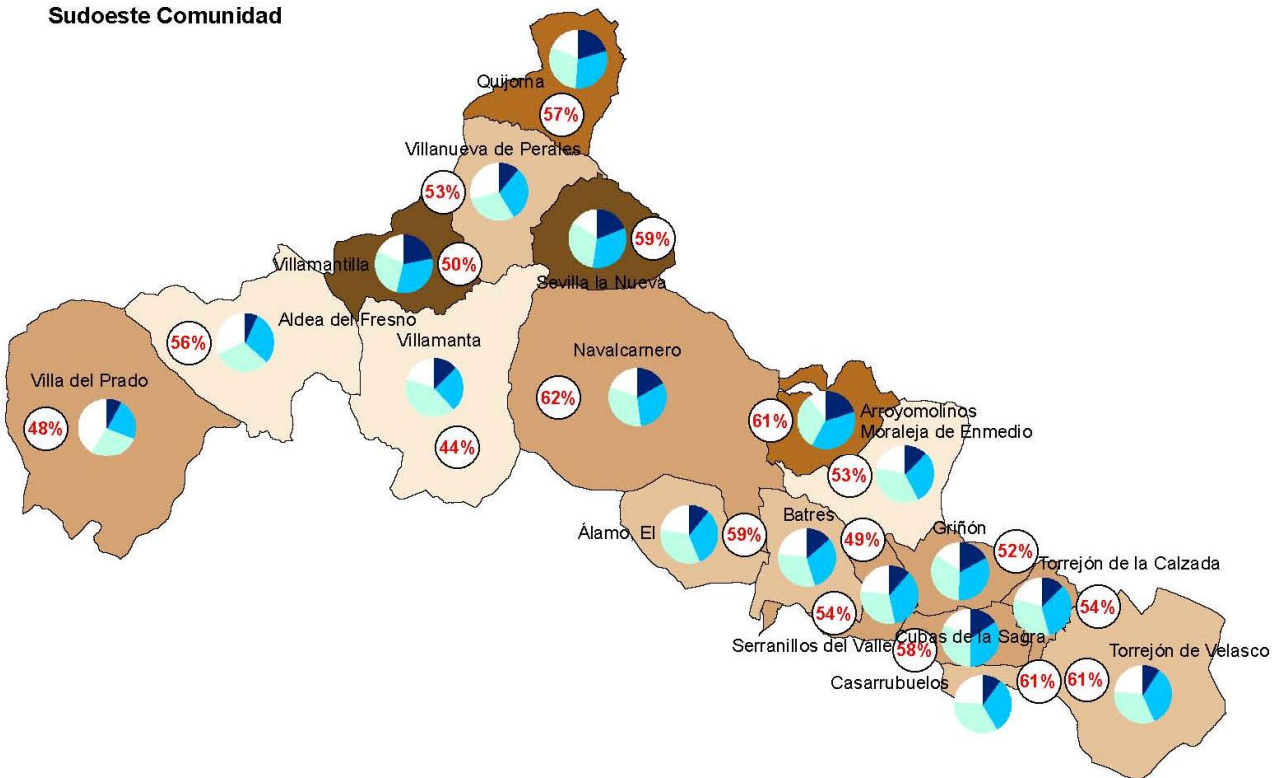 Sudoeste Comunidad
Quijorna
57%
Villanueva de Perales
53%
59%
Villamantilla
50%
Sevilla la Nueva
Aldea del Fresno
56%
Villamanta
Navalcarnero
Villa del Prado
62%
48%
44%
61%
Arroyomolinos
Moraleja de Enmedio
53%
Álamo, El
59%
Batres
49%
Griñón
52%
Torrejón de la Calzada
54%
54%
Serranillos del Valle
Cubas de la Sagra
58%
Torrejón de Velasco
Casarrubuelos
61%
61%